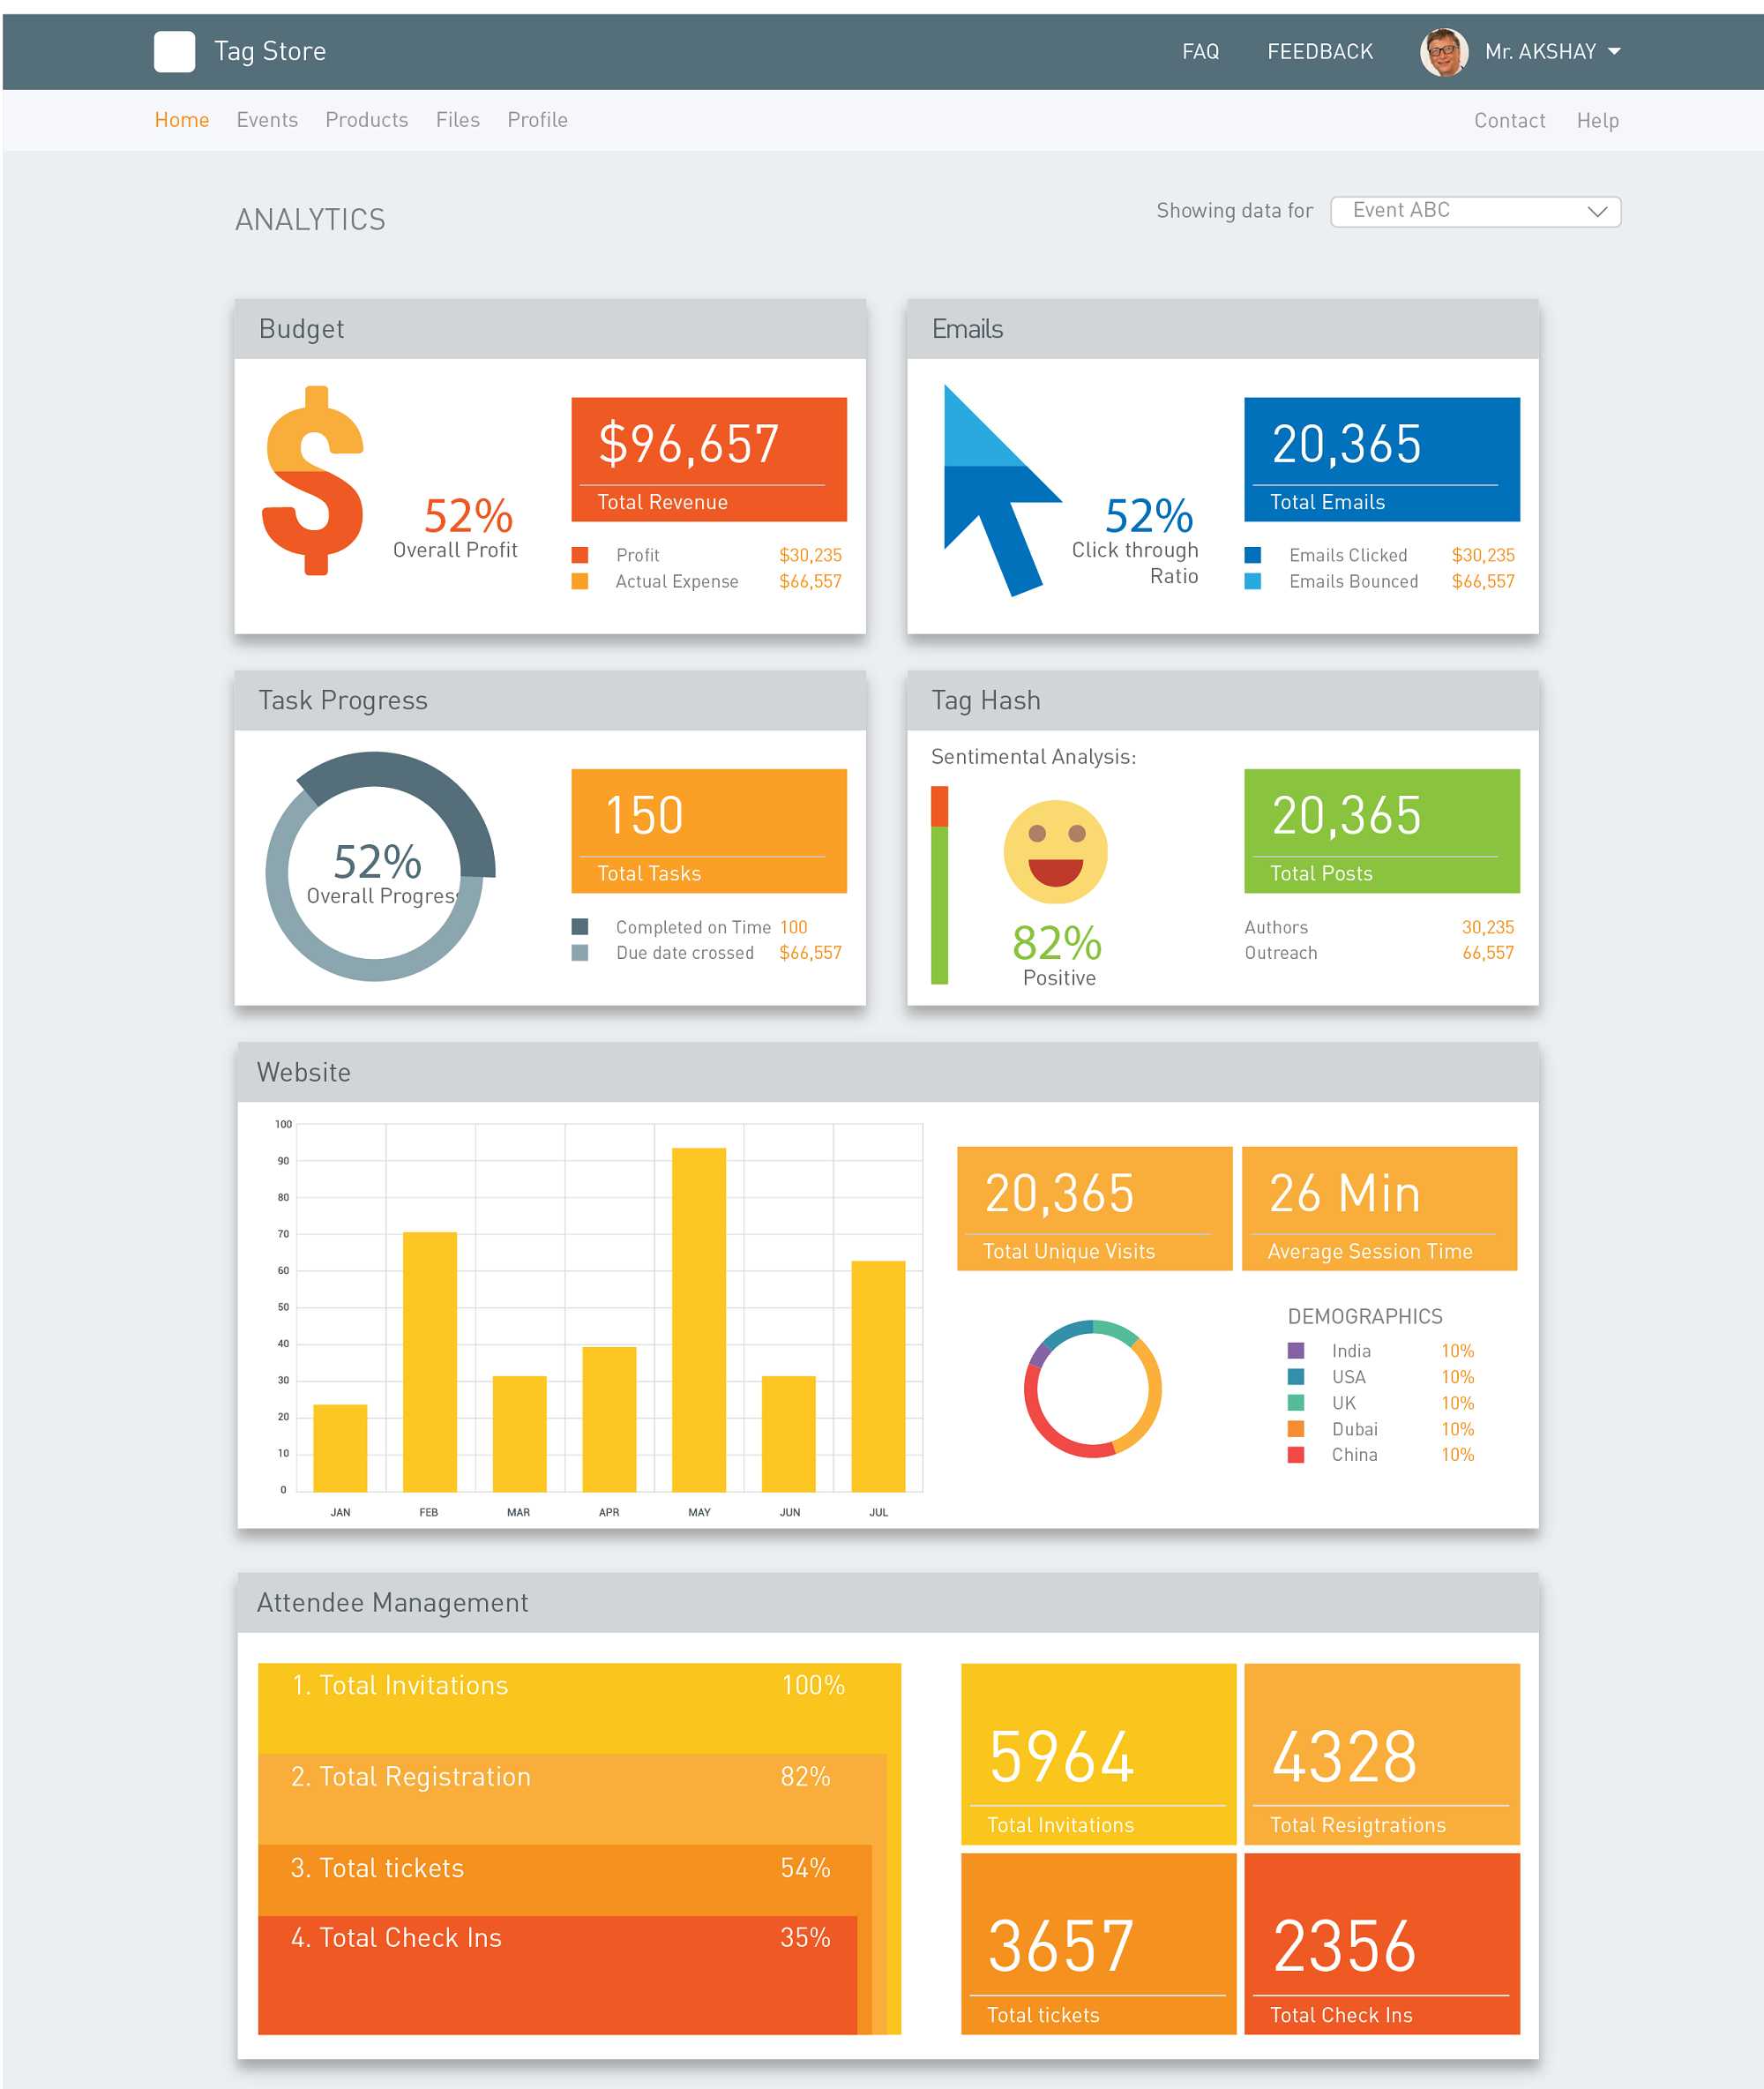 Tag Store
FAQ
FEEDBACK
Mr. AKSHAY
Home
Events
Products
Files
Profile
Contact
Help
ANALYTICS
Showing data for
Event ABC
Budget
52%
Overall Profit
$96,657
Total Revenue
Profit $30,235
Actual Expense $66,557
Emails
52%
Click through
Ratio
20,365
Total Emails
Emails Clicked $30,235
Emails Bounced $66,557
Task Progress
52%
Overall Progress
150
Total Tasks
Completed on Time 100
Due date crossed $66,557
Tag Hash
Sentimental Analysis:
82%
Positive
20,365
Total Posts
Authors 30,235
Outreach 66,557
Website
100
90
80
70
60
50
40
30
20
10
0
JAN FEB MAR APR MAY JUN JUL
20,365
Total Unique Visits
26 Min
Average Session Time
DEMOGRAPHICS
India 10%
USA 10%
UK 10%
Dubai 10%
China 10%
Attendee Management
1. Total Invitations 100%
2. Total Registration 82%
3. Total tickets 54%
4. Total Check Ins 35%
5964
Total Invitations
4328
Total Resigtrations
3657
Total tickets
2356
Total Check Ins